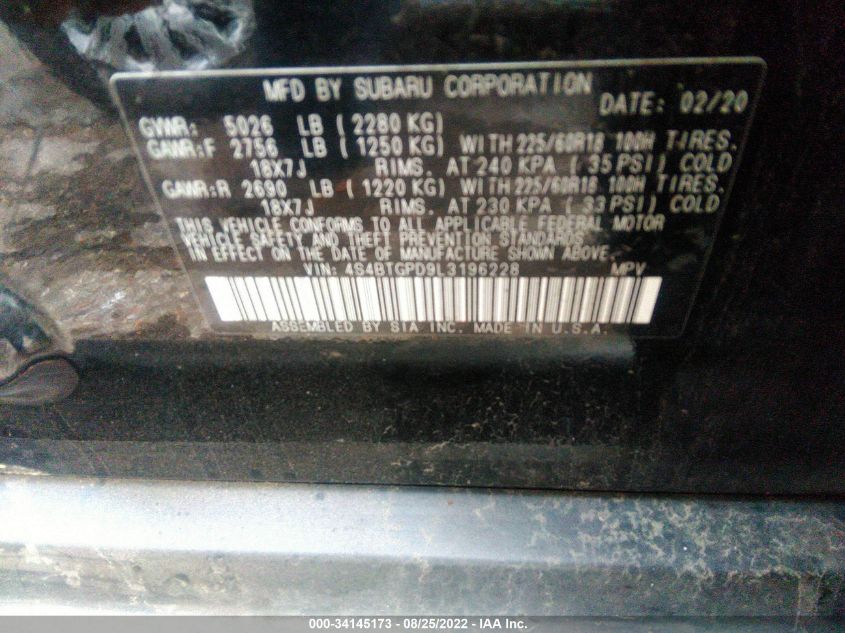 MFD BY SUBARU CORPORATION DATE: 02/20
GVWR: 5026 LB ( 2280 KG)
GAWR:F 2756 LB ( 1250 KG) WITH 225/60R18 100H TIRES.
18X7J RIMS. AT 240 KPA ( 35 PSI) COLD
GAWR:R 2690 LB ( 1220 KG) WITH 225/60R18 100H TIRES.
18X7J RIMS. AT 230 KPA ( 33 PSI) COLD
THIS VEHICLE CONFORMS TO ALL APPLICABLE FEDERAL MOTOR
VEHICLE SAFETY AND THEFT PREVENTION STANDARDS
IN EFFECT ON THE DATE OF MANUFACTURE SHOWN ABOVE.
VIN: 4S4BTGPD9L3196228 MPV
ASSEMBLED BY SIA INC. MADE IN U.S.A.
000-34145173 - 08/25/2022 - IAA Inc.